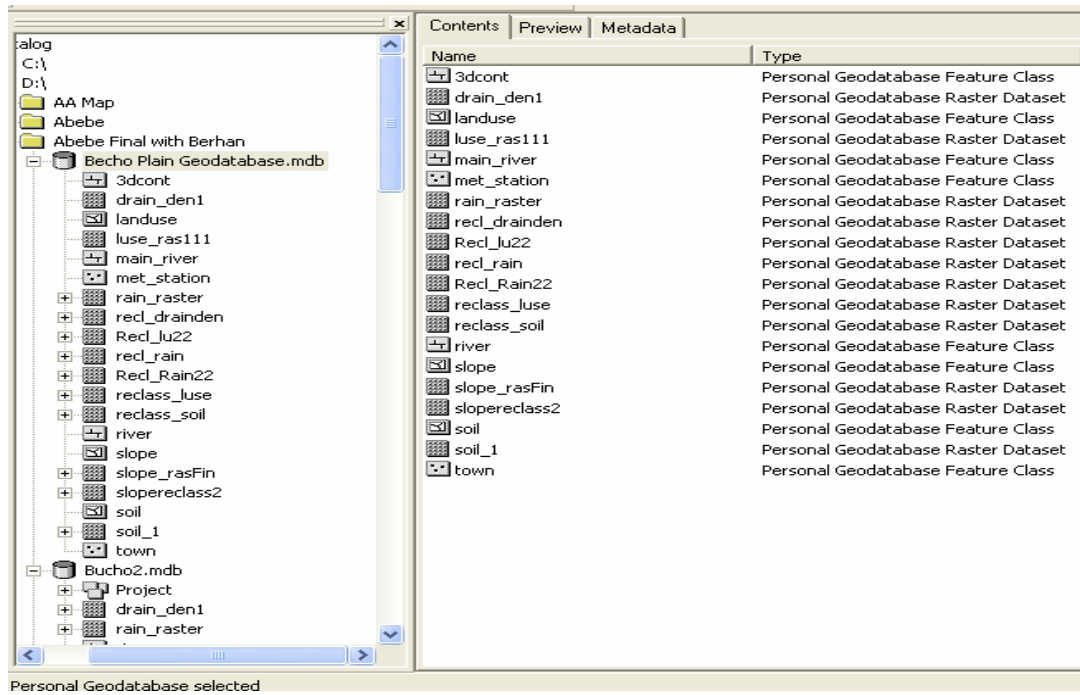 Contents Preview Metadata
Name Type
3dcont Personal Geodatabase Feature Class
drain_den1 Personal Geodatabase Raster Dataset
landuse Personal Geodatabase Feature Class
luse_ras111 Personal Geodatabase Raster Dataset
main_river Personal Geodatabase Feature Class
met_station Personal Geodatabase Feature Class
rain_raster Personal Geodatabase Raster Dataset
recl_drainden Personal Geodatabase Raster Dataset
Recl_lu22 Personal Geodatabase Raster Dataset
recl_rain Personal Geodatabase Raster Dataset
Recl_Rain22 Personal Geodatabase Raster Dataset
reclass_luse Personal Geodatabase Raster Dataset
reclass_soil Personal Geodatabase Raster Dataset
river Personal Geodatabase Feature Class
slope Personal Geodatabase Feature Class
slope_rasFin Personal Geodatabase Raster Dataset
slopereclass2 Personal Geodatabase Raster Dataset
soil Personal Geodatabase Feature Class
soil_1 Personal Geodatabase Raster Dataset
town Personal Geodatabase Feature Class
talog
C:\
D:\
AA Map
Abebe
Abebe Final with Berhan
Becho Plain Geodatabase.mdb
3dcont
drain_den1
landuse
luse_ras111
main_river
met_station
rain_raster
recl_drainden
Recl_lu22
recl_rain
Recl_Rain22
reclass_luse
reclass_soil
river
slope
slope_rasFin
slopereclass2
soil
soil_1
town
Bucho2.mdb
Project
drain_den1
rain_raster
Personal Geodatabase selected